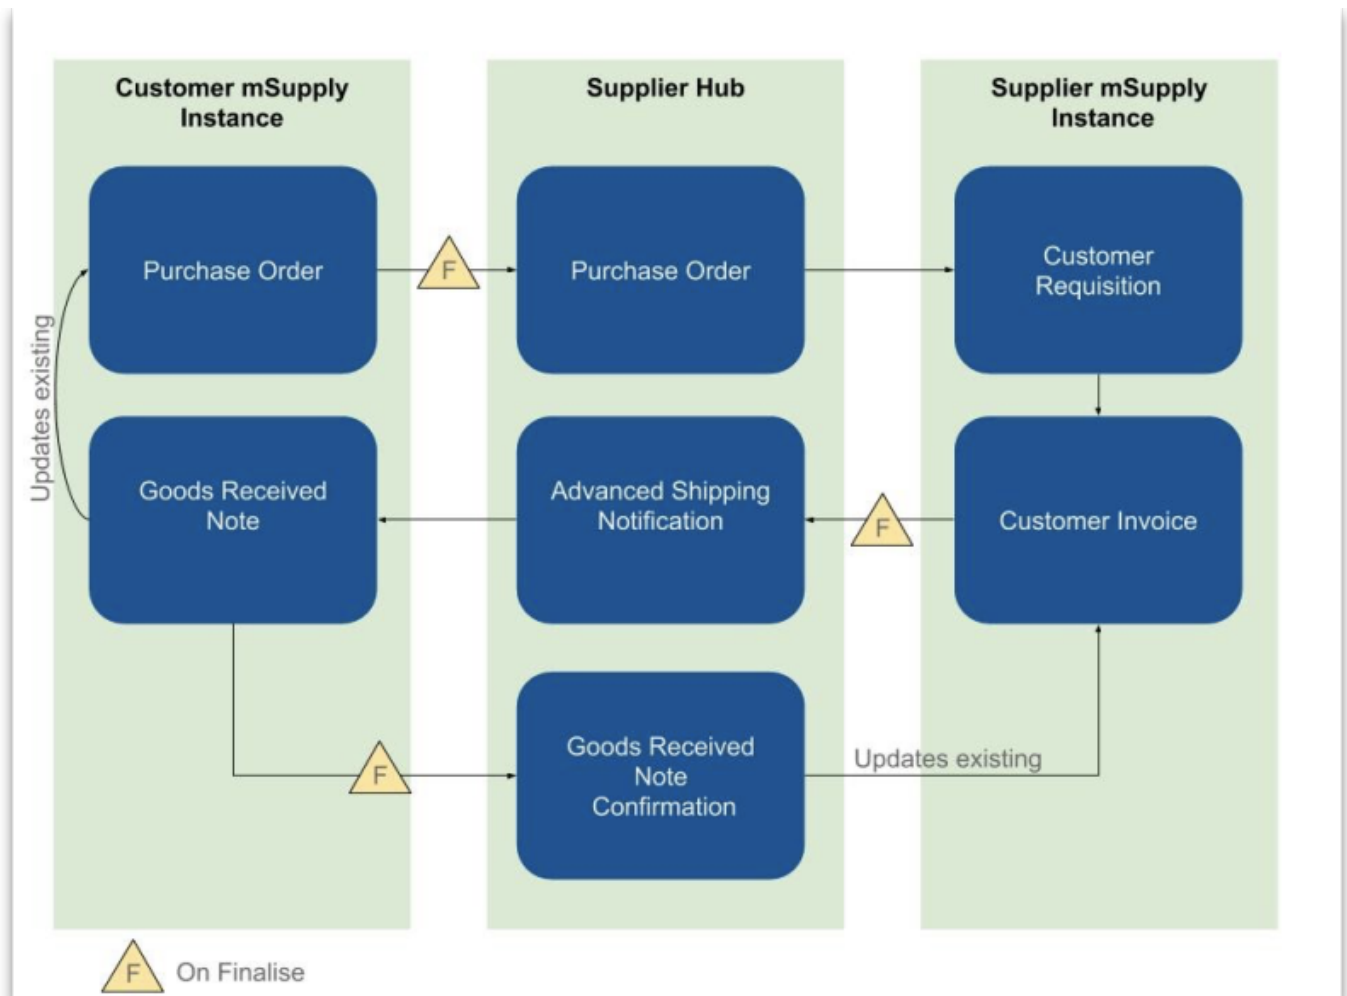 Customer mSupply
Instance
Supplier Hub
Supplier mSupply
Instance
Purchase Order
F
Purchase Order
Customer
Requisition
Updates existing
Goods Received
Note
Advanced Shipping
Notification
F
Customer Invoice
F
Goods Received
Note
Confirmation
Updates existing
F
On Finalise